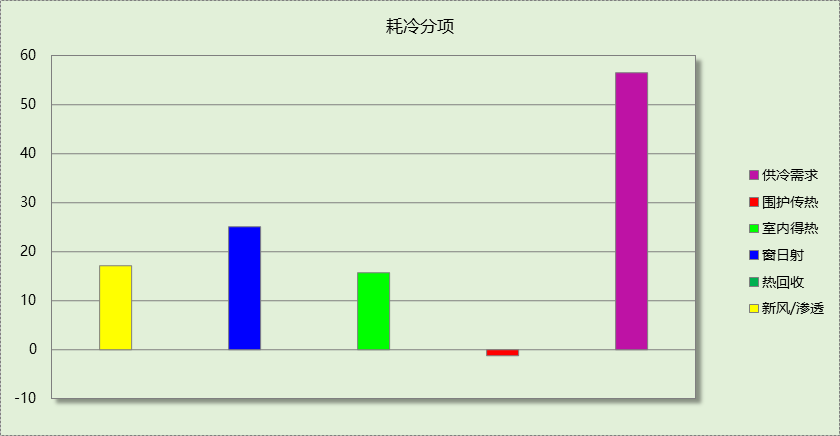 耗冷分项
60
50
40
30
20
10
0
-10
供冷需求
围护传热
室内得热
窗日射
热回收
新风/渗透